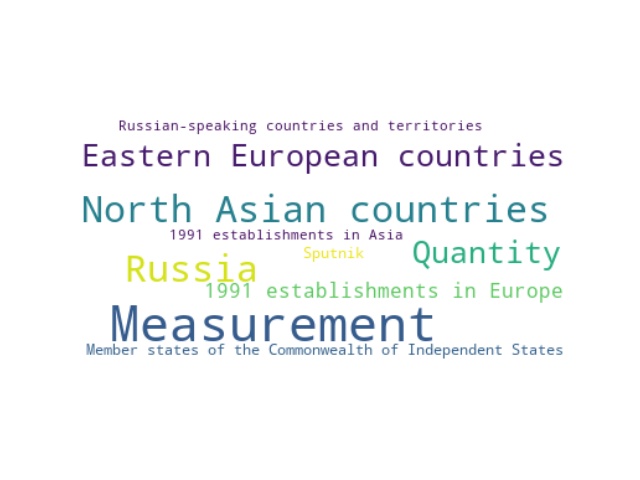 Russian-speaking countries and territories
Eastern European countries
North Asian countries
1991 establishments in Asia
Sputnik
Quantity
Russia
1991 establishments in Europe
Measurement
Member states of the Commonwealth of Independent States